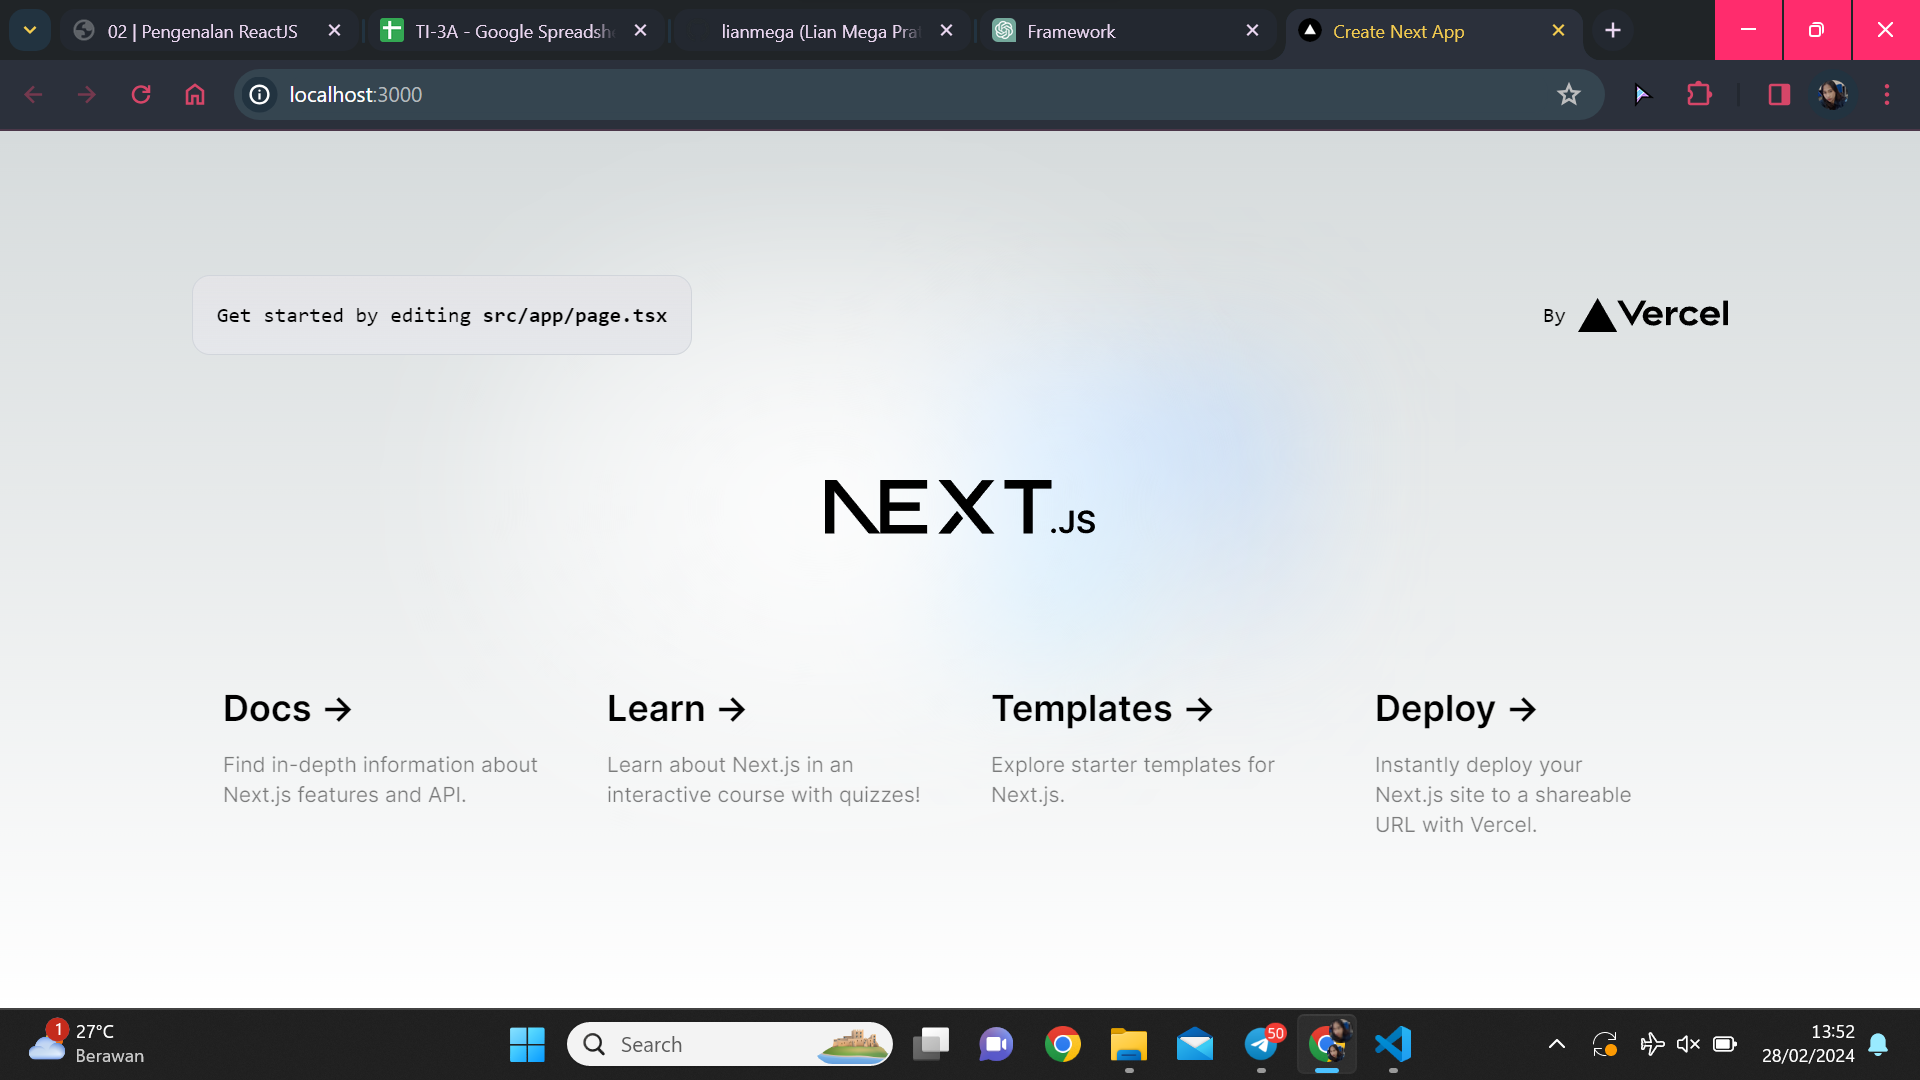 02 | Pengenalan ReactJS
TI-3A - Google Spreadsh
lianmega (Lian Mega Prat
Framework
Create Next App
localhost:3000
Get started by editing src/app/page.tsx
By Vercel
NEXT.JS
Docs →
Find in-depth information about
Next.js features and API.
Learn →
Learn about Next.js in an
interactive course with quizzes!
Templates →
Explore starter templates for
Next.js.
Deploy →
Instantly deploy your
Next.js site to a shareable
URL with Vercel.
1
27°C
Berawan
Search
50
13:52
28/02/2024